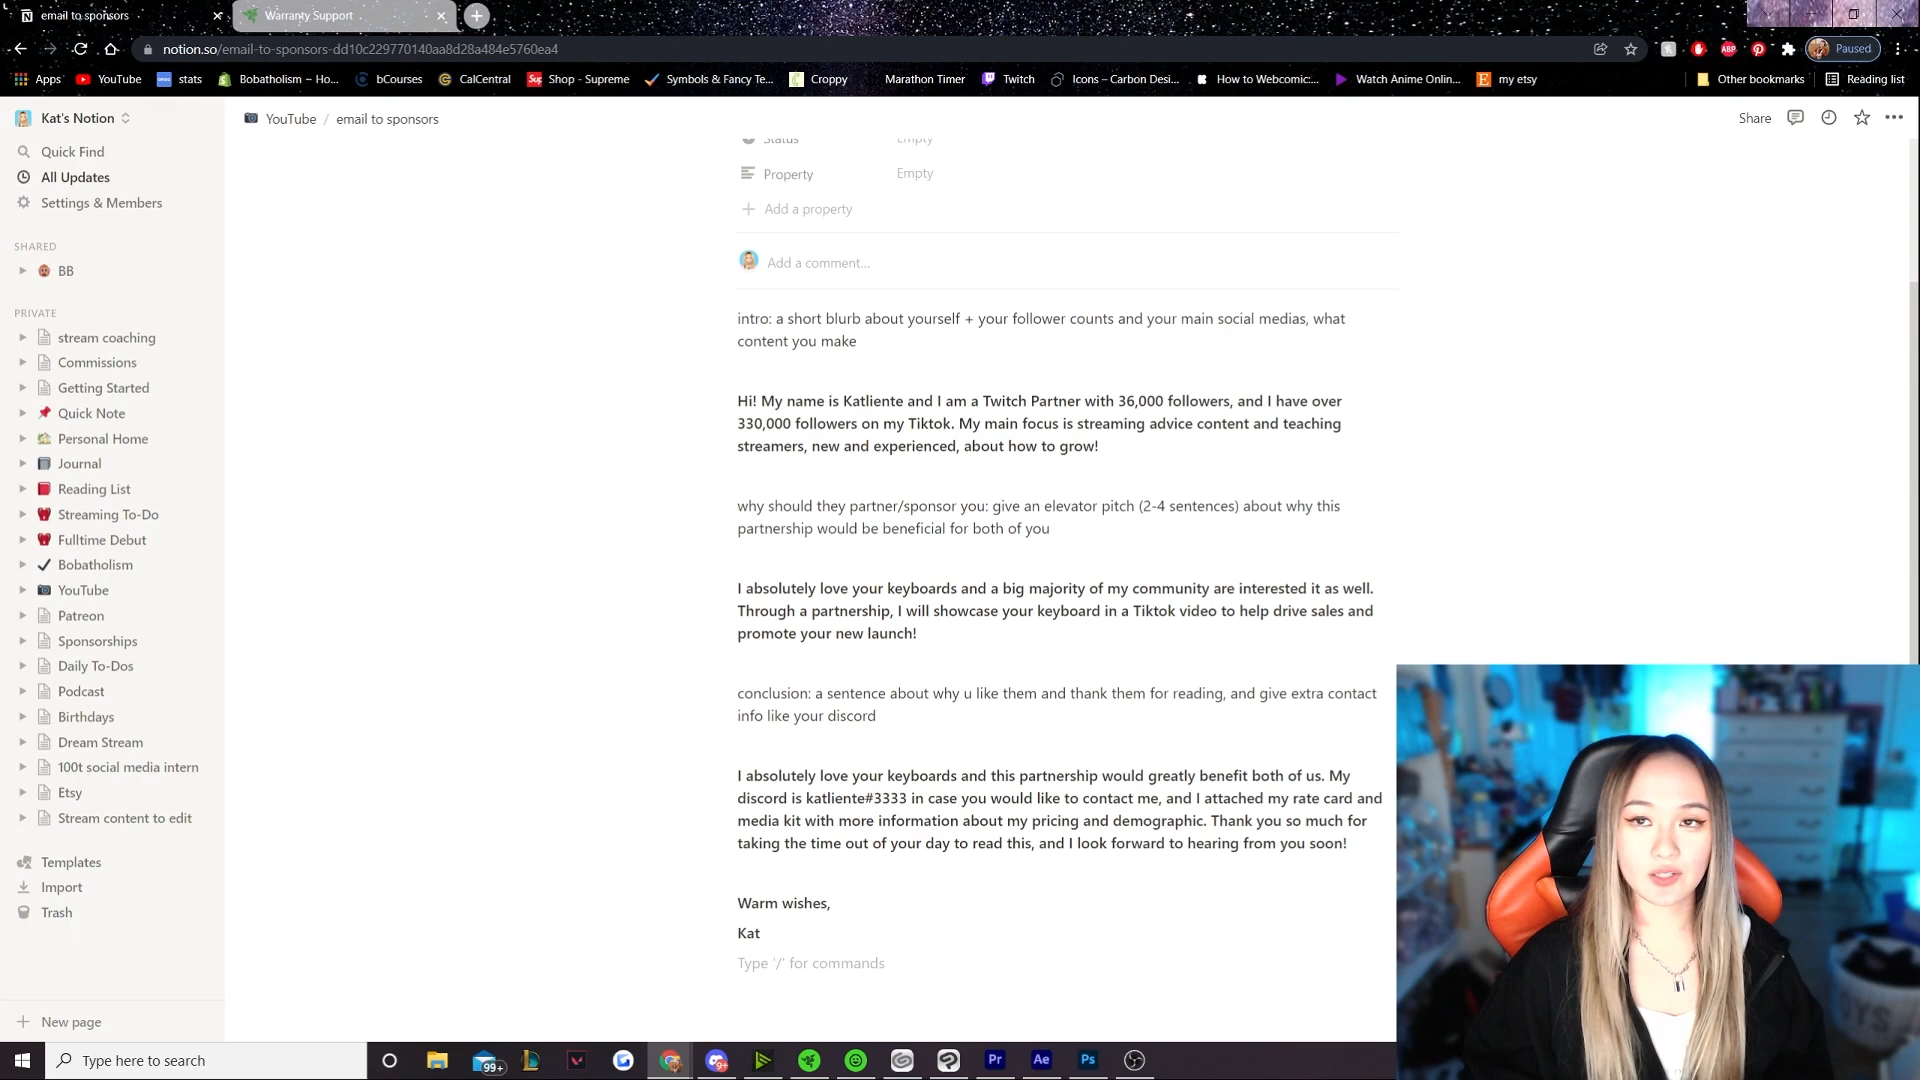 email to sponsors
Warranty Support
notion.so/email-to-sponsors-dd10c229770140aa8d28a484e5760ea4
ABP
Paused
Apps
YouTube
stats
Bobatholism – Ho...
bCourses
CalCentral
Sup
Shop - Supreme
Symbols & Fancy Te...
Croppy
Marathon Timer
Twitch
Icons – Carbon Desi...
How to Webcomic:...
Watch Anime Onlin...
E
my etsy
Other bookmarks
Reading list
Kat's Notion
YouTube / email to sponsors
Share
Quick Find
All Updates
Settings & Members
SHARED
BB
PRIVATE
stream coaching
Commissions
Getting Started
Quick Note
Personal Home
Journal
Reading List
Streaming To-Do
Fulltime Debut
Bobatholism
YouTube
Patreon
Sponsorships
Daily To-Dos
Podcast
Birthdays
Dream Stream
100t social media intern
Etsy
Stream content to edit
Templates
Import
Trash
New page
Status
Empty
Property
Empty
Add a property
Add a comment...
intro: a short blurb about yourself + your follower counts and your main social medias, what
content you make
Hi! My name is Katliente and I am a Twitch Partner with 36,000 followers, and I have over
330,000 followers on my Tiktok. My main focus is streaming advice content and teaching
streamers, new and experienced, about how to grow!
why should they partner/sponsor you: give an elevator pitch (2-4 sentences) about why this
partnership would be beneficial for both of you
I absolutely love your keyboards and a big majority of my community are interested it as well.
Through a partnership, I will showcase your keyboard in a Tiktok video to help drive sales and
promote your new launch!
conclusion: a sentence about why u like them and thank them for reading, and give extra contact
info like your discord
I absolutely love your keyboards and this partnership would greatly benefit both of us. My
discord is katliente#3333 in case you would like to contact me, and I attached my rate card and
media kit with more information about my pricing and demographic. Thank you so much for
taking the time out of your day to read this, and I look forward to hearing from you soon!
Warm wishes,
Kat
Type '/' for commands
Type here to search
99+
Pr
Ae
Ps